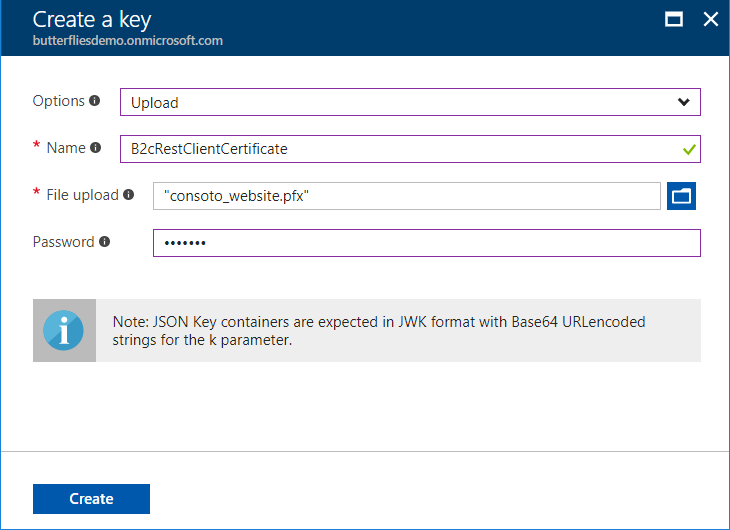 Create a key
butterfliesdemo.onmicrosoft.com
Options
Upload
* Name
B2cRestClientCertificate
* File upload
"consoto_website.pfx"
Password
•••••••
Note: JSON Key containers are expected in JWK format with Base64 URLencoded
strings for the k parameter.
Create